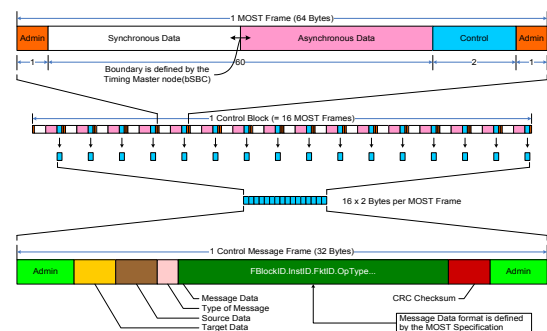 1 MOST Frame (64 Bytes)
Admin Synchronous Data Asynchronous Data Control Admin
1 60 2 1
Boundary is defined by the
Timing Master node(bSBC)
1 Control Block (= 16 MOST Frames)
16 x 2 Bytes per MOST Frame
1 Control Message Frame (32 Bytes)
Admin FBlockID.InstID.FktID.OpType... Admin
Message Data
Type of Message
Source Data
Target Data
CRC Checksum
Message Data format is defined
by the MOST Specification